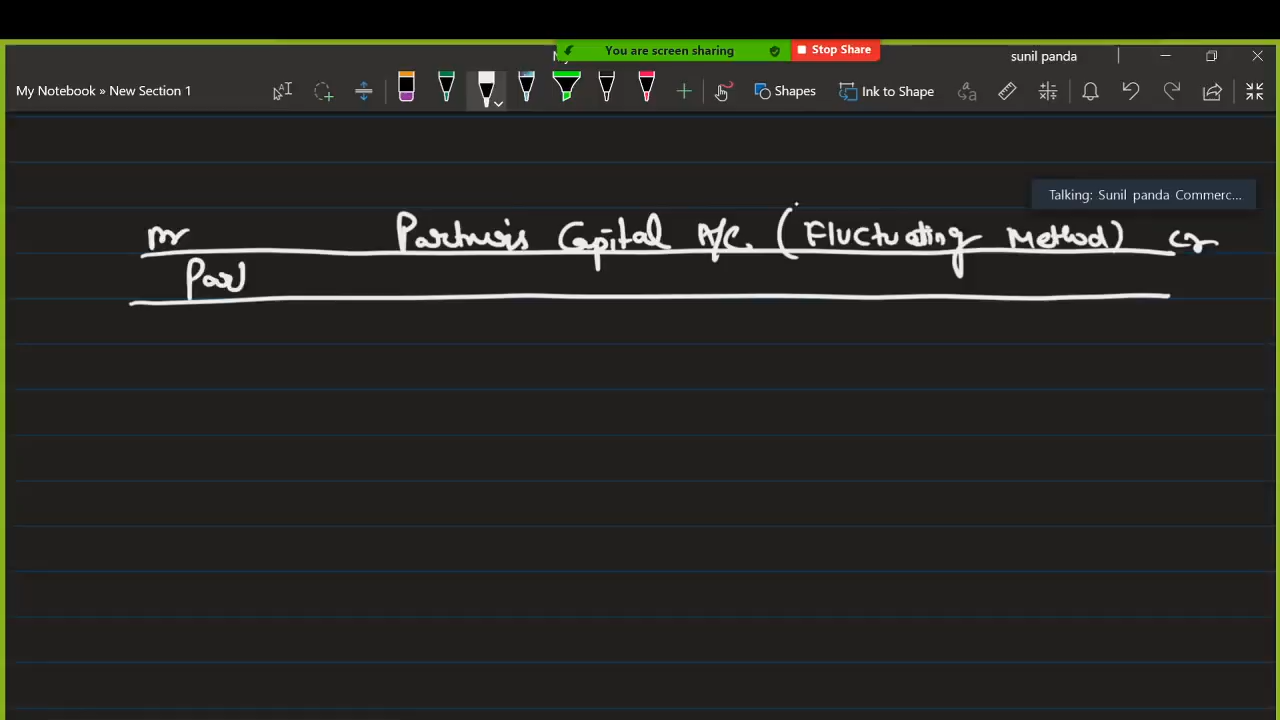 You are screen sharing
Stop Share
sunil panda
My Notebook » New Section 1
Shapes
Ink to Shape
Talking: Sunil panda Commerc...
Dr Partner's Capital A/C. (Fluctuating Method) Cr
Par